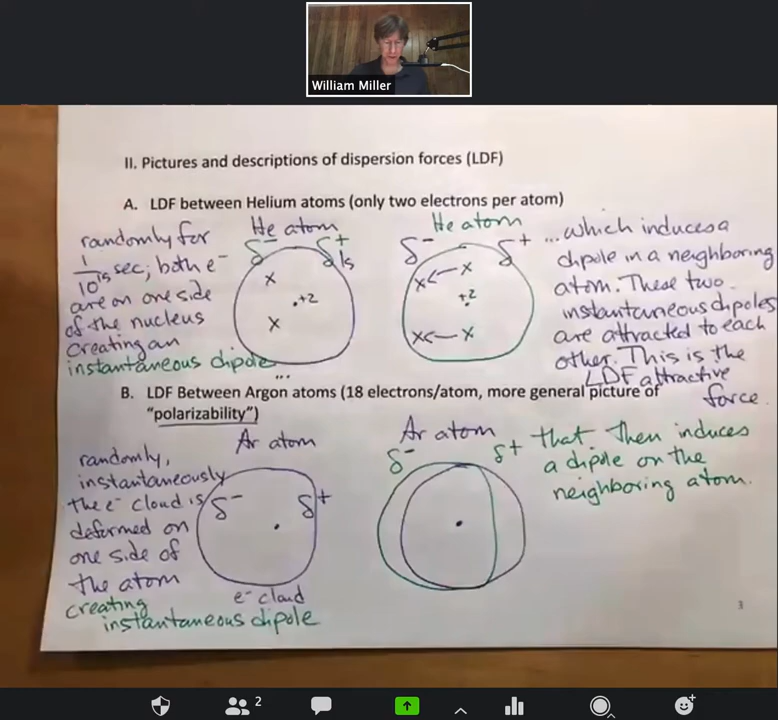 William Miller
II. Pictures and descriptions of dispersion forces (LDF)
A. LDF between Helium atoms (only two electrons per atom)
randomly for
1/10¹⁵ sec; both e⁻
are on one side
of the nucleus
creating an
instantaneous dipole
...
He atom
δ⁻ δ⁺
1s
x
+2
x
He atom
δ⁻ δ⁺
x ← x
+2
x ← x
...which induces a
dipole in a neighboring
atom. These two
instantaneous dipoles
are attracted to each
other. This is the
LDF attractive
force.
B. LDF Between Argon atoms (18 electrons/atom, more general picture of
"polarizability")
randomly,
instantaneously
the e⁻ cloud is
deformed on
one side of
the atom
creating
instantaneous dipole
Ar atom
δ⁻ δ⁺
e⁻ cloud
Ar atom
δ⁻ δ⁺
that then induces
a dipole on the
neighboring atom.
3
2